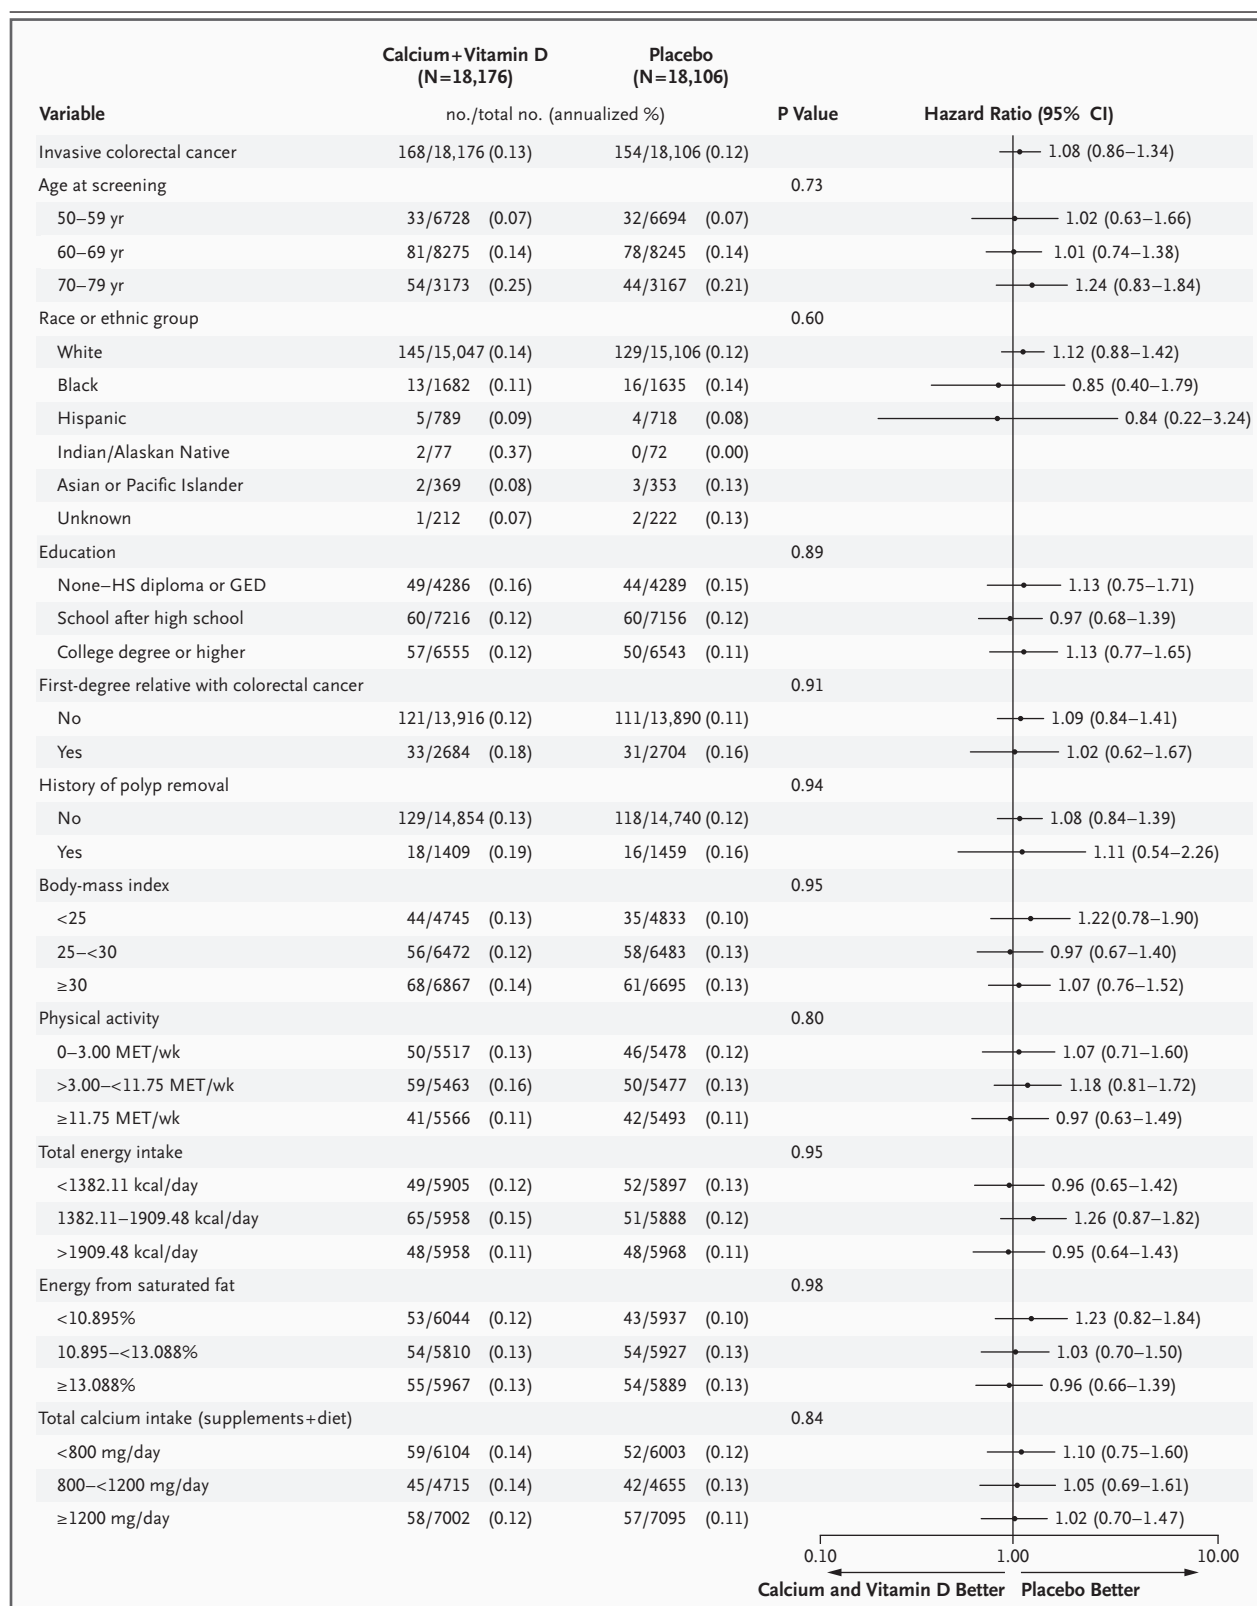 Calcium+Vitamin D Placebo
(N=18,176) (N=18,106)
Variable no./total no. (annualized %) P Value Hazard Ratio (95% CI)
Invasive colorectal cancer 168/18,176 (0.13) 154/18,106 (0.12) 1.08 (0.86–1.34)
Age at screening 0.73
50–59 yr 33/6728 (0.07) 32/6694 (0.07) 1.02 (0.63–1.66)
60–69 yr 81/8275 (0.14) 78/8245 (0.14) 1.01 (0.74–1.38)
70–79 yr 54/3173 (0.25) 44/3167 (0.21) 1.24 (0.83–1.84)
Race or ethnic group 0.60
White 145/15,047 (0.14) 129/15,106 (0.12) 1.12 (0.88–1.42)
Black 13/1682 (0.11) 16/1635 (0.14) 0.85 (0.40–1.79)
Hispanic 5/789 (0.09) 4/718 (0.08) 0.84 (0.22–3.24)
Indian/Alaskan Native 2/77 (0.37) 0/72 (0.00)
Asian or Pacific Islander 2/369 (0.08) 3/353 (0.13)
Unknown 1/212 (0.07) 2/222 (0.13)
Education 0.89
None–HS diploma or GED 49/4286 (0.16) 44/4289 (0.15) 1.13 (0.75–1.71)
School after high school 60/7216 (0.12) 60/7156 (0.12) 0.97 (0.68–1.39)
College degree or higher 57/6555 (0.12) 50/6543 (0.11) 1.13 (0.77–1.65)
First-degree relative with colorectal cancer 0.91
No 121/13,916 (0.12) 111/13,890 (0.11) 1.09 (0.84–1.41)
Yes 33/2684 (0.18) 31/2704 (0.16) 1.02 (0.62–1.67)
History of polyp removal 0.94
No 129/14,854 (0.13) 118/14,740 (0.12) 1.08 (0.84–1.39)
Yes 18/1409 (0.19) 16/1459 (0.16) 1.11 (0.54–2.26)
Body-mass index 0.95
<25 44/4745 (0.13) 35/4833 (0.10) 1.22(0.78–1.90)
25–<30 56/6472 (0.12) 58/6483 (0.13) 0.97 (0.67–1.40)
≥30 68/6867 (0.14) 61/6695 (0.13) 1.07 (0.76–1.52)
Physical activity 0.80
0–3.00 MET/wk 50/5517 (0.13) 46/5478 (0.12) 1.07 (0.71–1.60)
>3.00–<11.75 MET/wk 59/5463 (0.16) 50/5477 (0.13) 1.18 (0.81–1.72)
≥11.75 MET/wk 41/5566 (0.11) 42/5493 (0.11) 0.97 (0.63–1.49)
Total energy intake 0.95
<1382.11 kcal/day 49/5905 (0.12) 52/5897 (0.13) 0.96 (0.65–1.42)
1382.11–1909.48 kcal/day 65/5958 (0.15) 51/5888 (0.12) 1.26 (0.87–1.82)
>1909.48 kcal/day 48/5958 (0.11) 48/5968 (0.11) 0.95 (0.64–1.43)
Energy from saturated fat 0.98
<10.895% 53/6044 (0.12) 43/5937 (0.10) 1.23 (0.82–1.84)
10.895–<13.088% 54/5810 (0.13) 54/5927 (0.13) 1.03 (0.70–1.50)
≥13.088% 55/5967 (0.13) 54/5889 (0.13) 0.96 (0.66–1.39)
Total calcium intake (supplements+diet) 0.84
<800 mg/day 59/6104 (0.14) 52/6003 (0.12) 1.10 (0.75–1.60)
800–<1200 mg/day 45/4715 (0.14) 42/4655 (0.13) 1.05 (0.69–1.61)
≥1200 mg/day 58/7002 (0.12) 57/7095 (0.11) 1.02 (0.70–1.47)
0.10 1.00 10.00
Calcium and Vitamin D Better Placebo Better